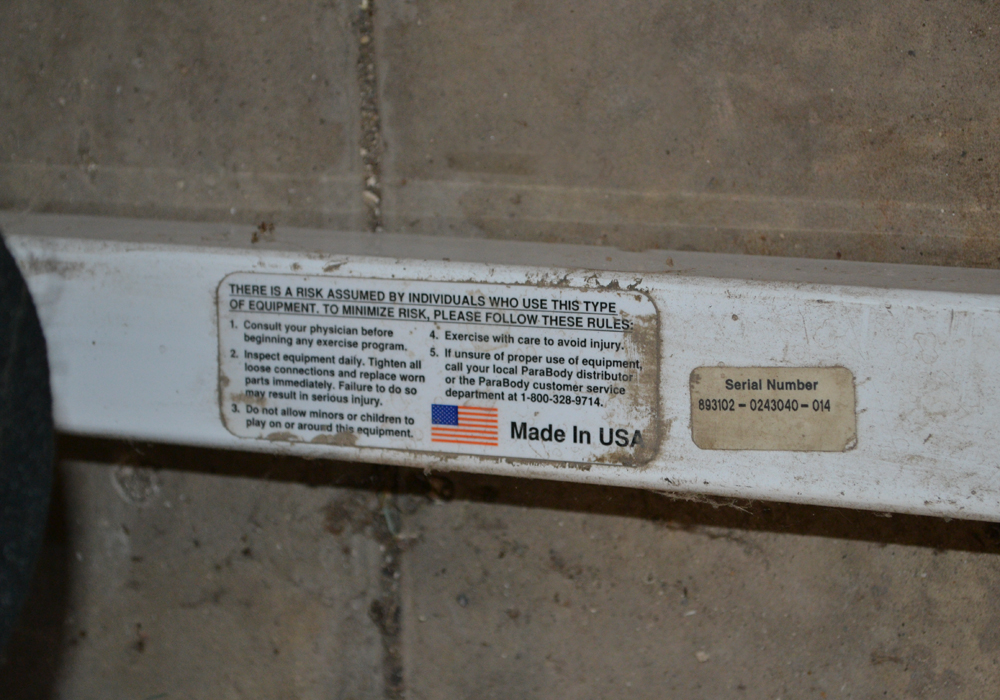 THERE IS A RISK ASSUMED BY INDIVIDUALS WHO USE THIS TYPE
OF EQUIPMENT. TO MINIMIZE RISK, PLEASE FOLLOW THESE RULES:
1. Consult your physician before
beginning any exercise program.
2. Inspect equipment daily. Tighten all
loose connections and replace worn
parts immediately. Failure to do so
may result in serious injury.
3. Do not allow minors or children to
play on or around this equipment.
4. Exercise with care to avoid injury.
5. If unsure of proper use of equipment,
call your local ParaBody distributor
or the ParaBody customer service
department at 1-800-328-9714.
Made In USA
Serial Number
893102 – 0243040 – 014